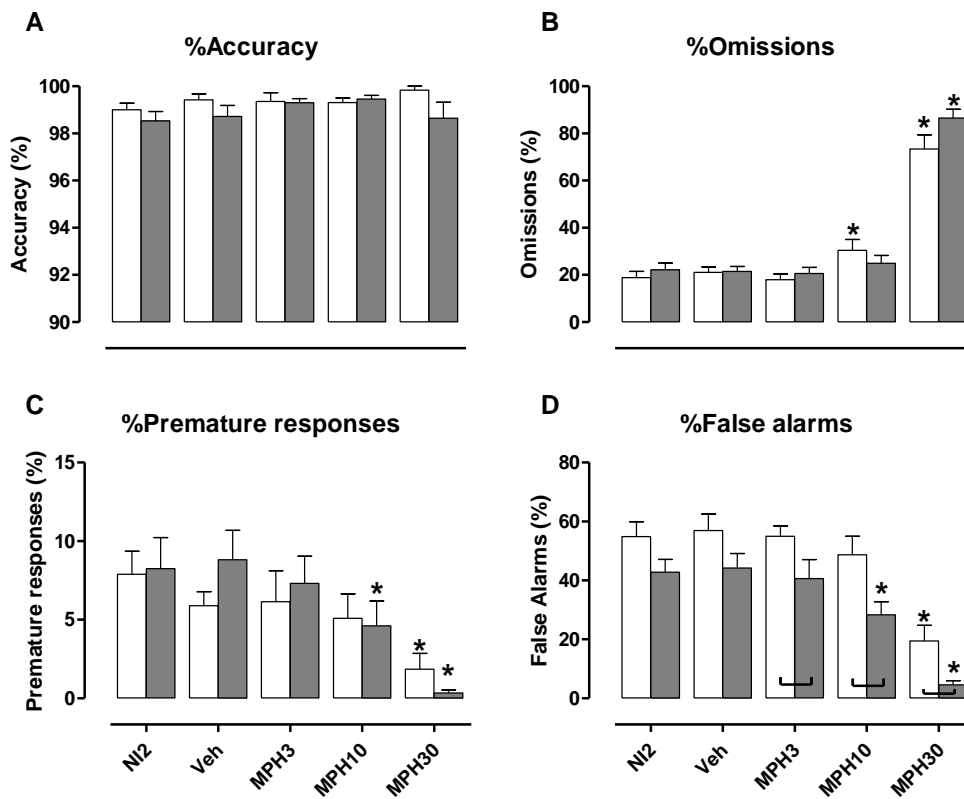 A
%Accuracy
Accuracy (%)
100
98
96
94
92
90
B
%Omissions
Omissions (%)
100
80
60
40
20
0
*
*
*
C
%Premature responses
Premature responses (%)
15
10
5
0
*
*
*
NI2
Veh
MPH3
MPH10
MPH30
D
%False alarms
False Alarms (%)
80
60
40
20
0
*
*
*
NI2
Veh
MPH3
MPH10
MPH30